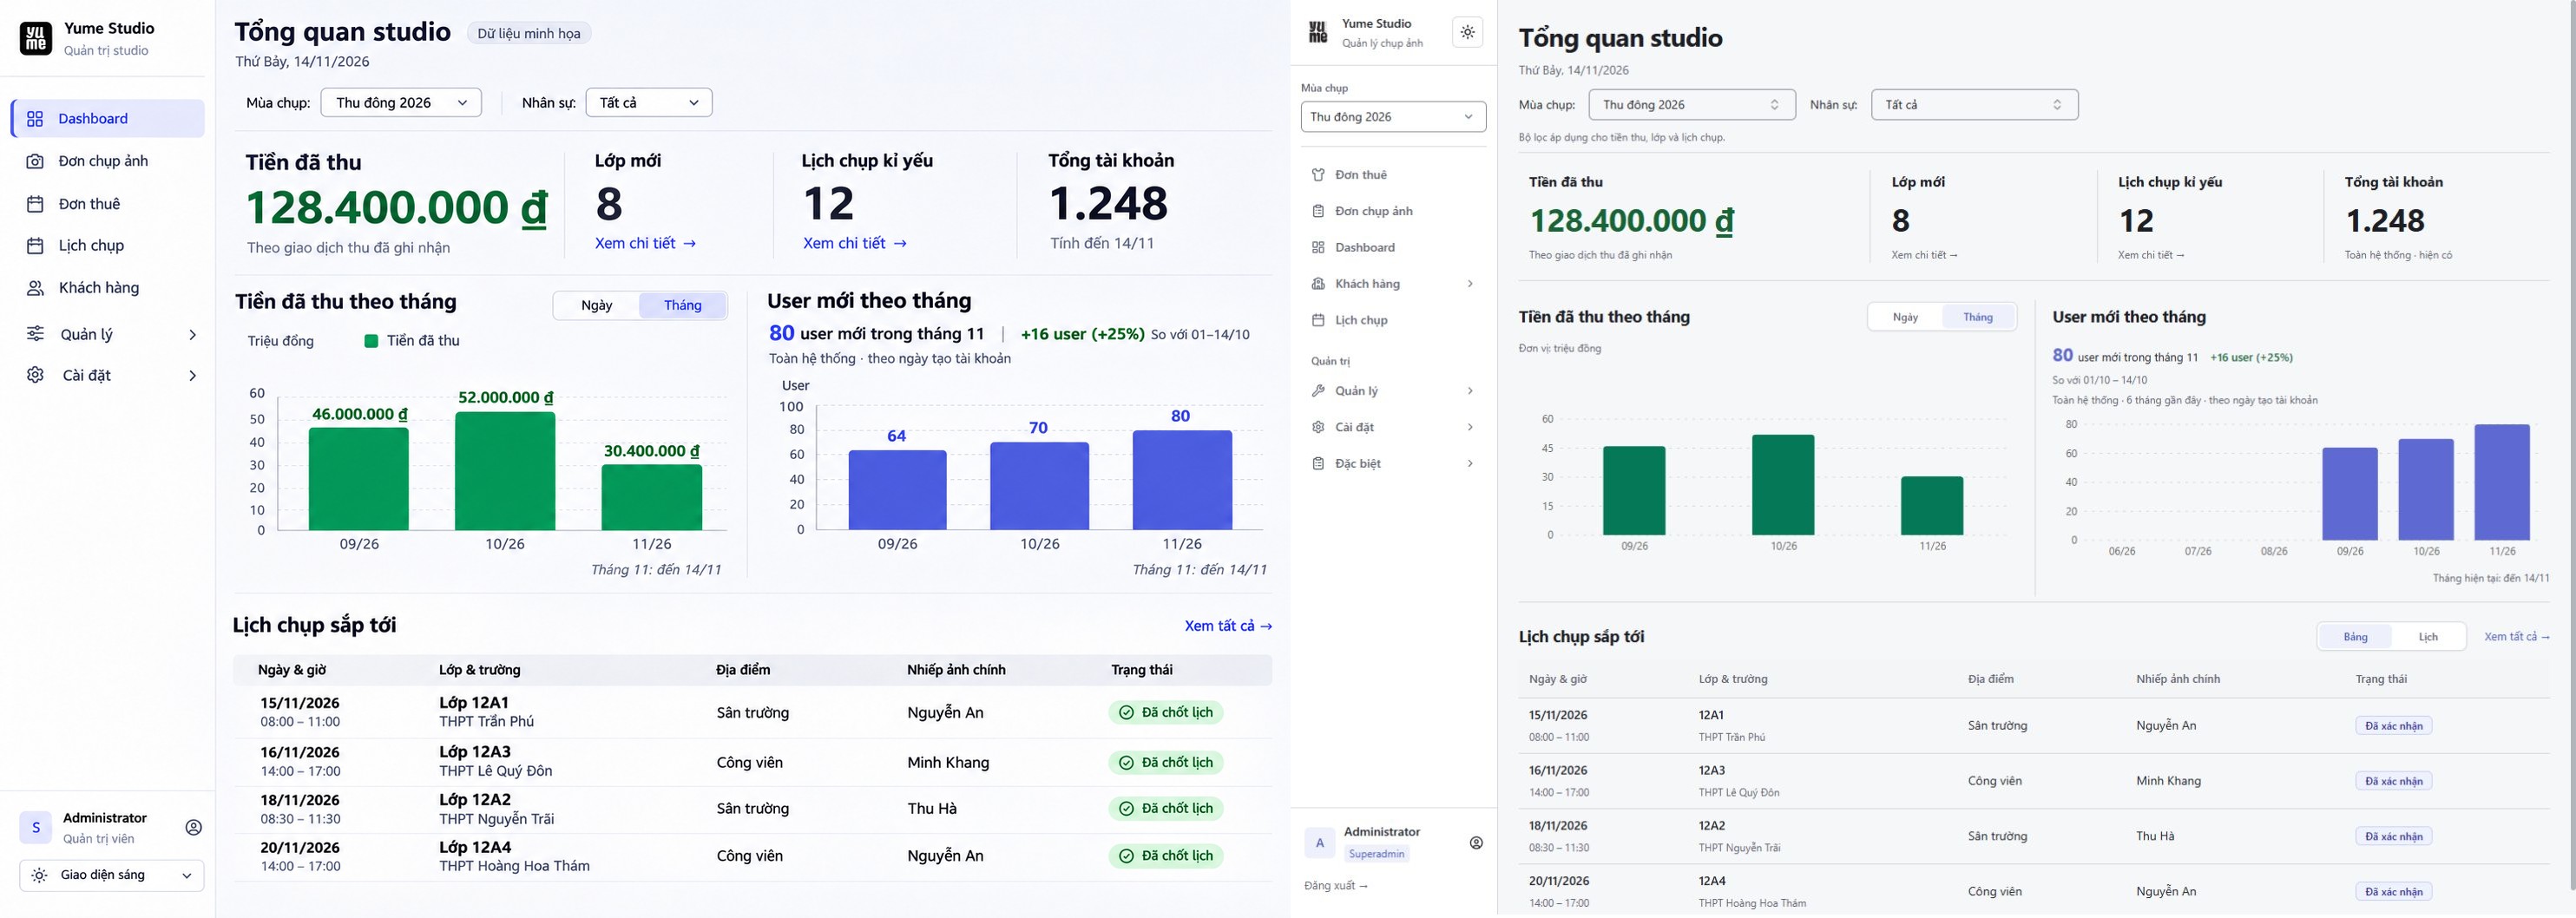 yu
me
Yume Studio
Quản trị studio
Dashboard
Đơn chụp ảnh
Đơn thuê
Lịch chụp
Khách hàng
Quản lý
Cài đặt
S
Administrator
Quản trị viên
Giao diện sáng
Tổng quan studio
Dữ liệu minh họa
Thứ Bảy, 14/11/2026
Mùa chụp: Thu đông 2026 Nhân sự: Tất cả
Tiền đã thu
128.400.000 ₫
Theo giao dịch thu đã ghi nhận
Lớp mới
8
Xem chi tiết →
Lịch chụp kỉ yếu
12
Xem chi tiết →
Tổng tài khoản
1.248
Tính đến 14/11
Tiền đã thu theo tháng
Ngày Tháng
Triệu đồng Tiền đã thu
60
50
40
30
20
10
0
46.000.000 ₫
52.000.000 ₫
30.400.000 ₫
09/26 10/26 11/26
Tháng 11: đến 14/11
User mới theo tháng
80 user mới trong tháng 11 | +16 user (+25%) So với 01–14/10
Toàn hệ thống · theo ngày tạo tài khoản
User
100
80
60
40
20
0
64
70
80
09/26 10/26 11/26
Tháng 11: đến 14/11
Lịch chụp sắp tới
Xem tất cả →
Ngày & giờ Lớp & trường Địa điểm Nhiếp ảnh chính Trạng thái
15/11/2026 Lớp 12A1 Sân trường Nguyễn An Đã chốt lịch
08:00 – 11:00 THPT Trần Phú
16/11/2026 Lớp 12A3 Công viên Minh Khang Đã chốt lịch
14:00 – 17:00 THPT Lê Quý Đôn
18/11/2026 Lớp 12A2 Sân trường Thu Hà Đã chốt lịch
08:30 – 11:30 THPT Nguyễn Trãi
20/11/2026 Lớp 12A4 Công viên Nguyễn An Đã chốt lịch
14:00 – 17:00 THPT Hoàng Hoa Thám
yu
me
Yume Studio
Quản lý chụp ảnh
Mùa chụp
Thu đông 2026
Đơn thuê
Đơn chụp ảnh
Dashboard
Khách hàng
Lịch chụp
Quản trị
Quản lý
Cài đặt
Đặc biệt
A
Administrator
Superadmin
Đăng xuất →
Tổng quan studio
Thứ Bảy, 14/11/2026
Mùa chụp: Thu đông 2026 Nhân sự: Tất cả
Bộ lọc áp dụng cho tiền thu, lớp và lịch chụp.
Tiền đã thu
128.400.000 ₫
Theo giao dịch thu đã ghi nhận
Lớp mới
8
Xem chi tiết →
Lịch chụp kỉ yếu
12
Xem chi tiết →
Tổng tài khoản
1.248
Toàn hệ thống · hiện có
Tiền đã thu theo tháng
Ngày Tháng
Đơn vị: triệu đồng
60
45
30
15
0
09/26 10/26 11/26
User mới theo tháng
80 user mới trong tháng 11 +16 user (+25%)
So với 01/10 – 14/10
Toàn hệ thống · 6 tháng gần đây · theo ngày tạo tài khoản
80
60
40
20
0
06/26 07/26 08/26 09/26 10/26 11/26
Tháng hiện tại: đến 14/11
Lịch chụp sắp tới
Bảng Lịch Xem tất cả →
Ngày & giờ Lớp & trường Địa điểm Nhiếp ảnh chính Trạng thái
15/11/2026 12A1 Sân trường Nguyễn An Đã xác nhận
08:00 – 11:00 THPT Trần Phú
16/11/2026 12A3 Công viên Minh Khang Đã xác nhận
14:00 – 17:00 THPT Lê Quý Đôn
18/11/2026 12A2 Sân trường Thu Hà Đã xác nhận
08:30 – 11:30 THPT Nguyễn Trãi
20/11/2026 12A4 Công viên Nguyễn An Đã xác nhận
14:00 – 17:00 THPT Hoàng Hoa Thám